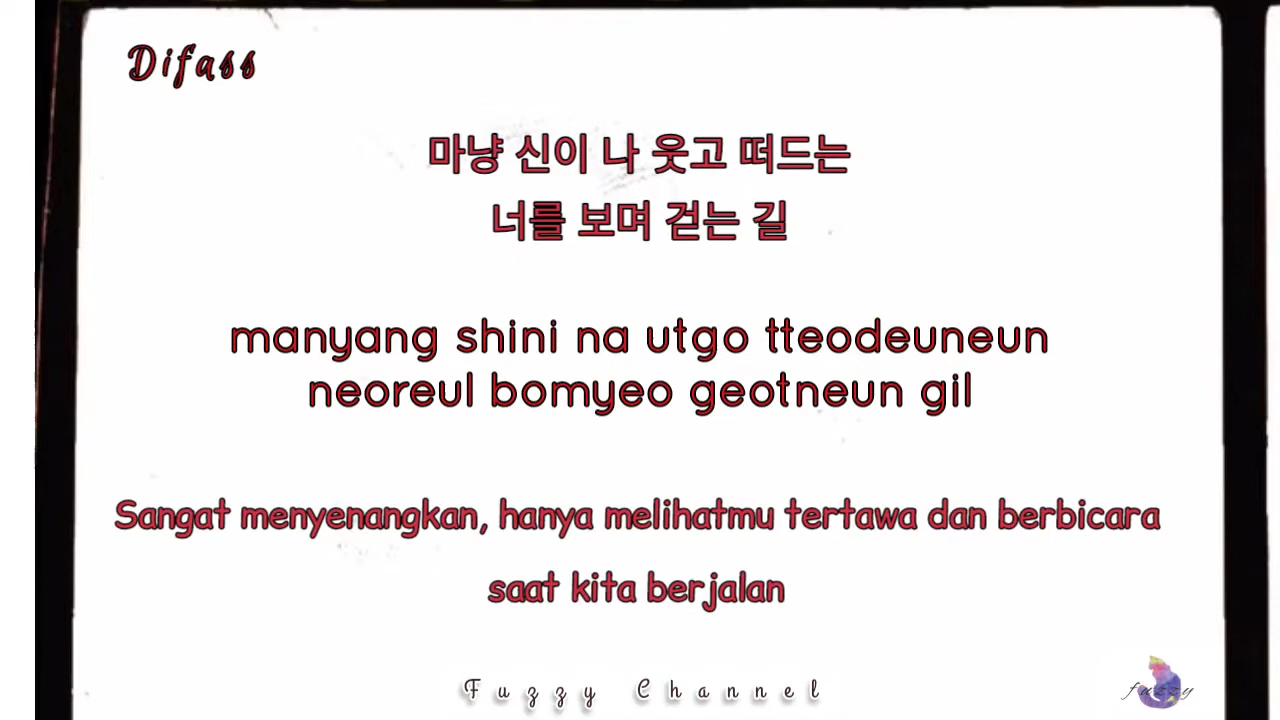 Difass
마냥 신이 나 웃고 떠드는
너를 보며 걷는 길
manyang shini na utgo tteodeuneun
neoreul bomyeo geotneun gil
Sangat menyenangkan, hanya melihatmu tertawa dan berbicara
saat kita berjalan
Fuzzy Channel
fuzzy